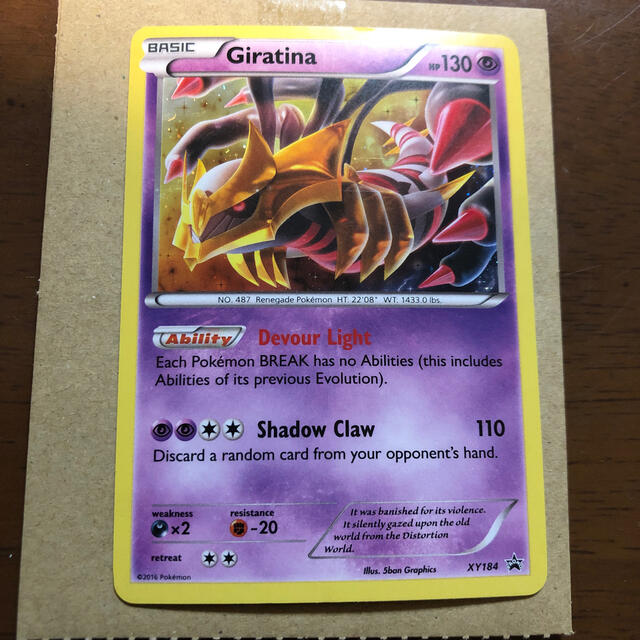 BASIC
Giratina
HP 130
NO. 487 Renegade Pokémon HT. 22'08" WT. 1433.0 lbs.
Ability Devour Light
Each Pokémon BREAK has no Abilities (this includes
Abilities of its previous Evolution).
Shadow Claw 110
Discard a random card from your opponent's hand.
weakness resistance
×2 -20
It was banished for its violence.
It silently gazed upon the old
world from the Distortion
World.
retreat
Illus. 5ban Graphics XY184
©2016 Pokémon